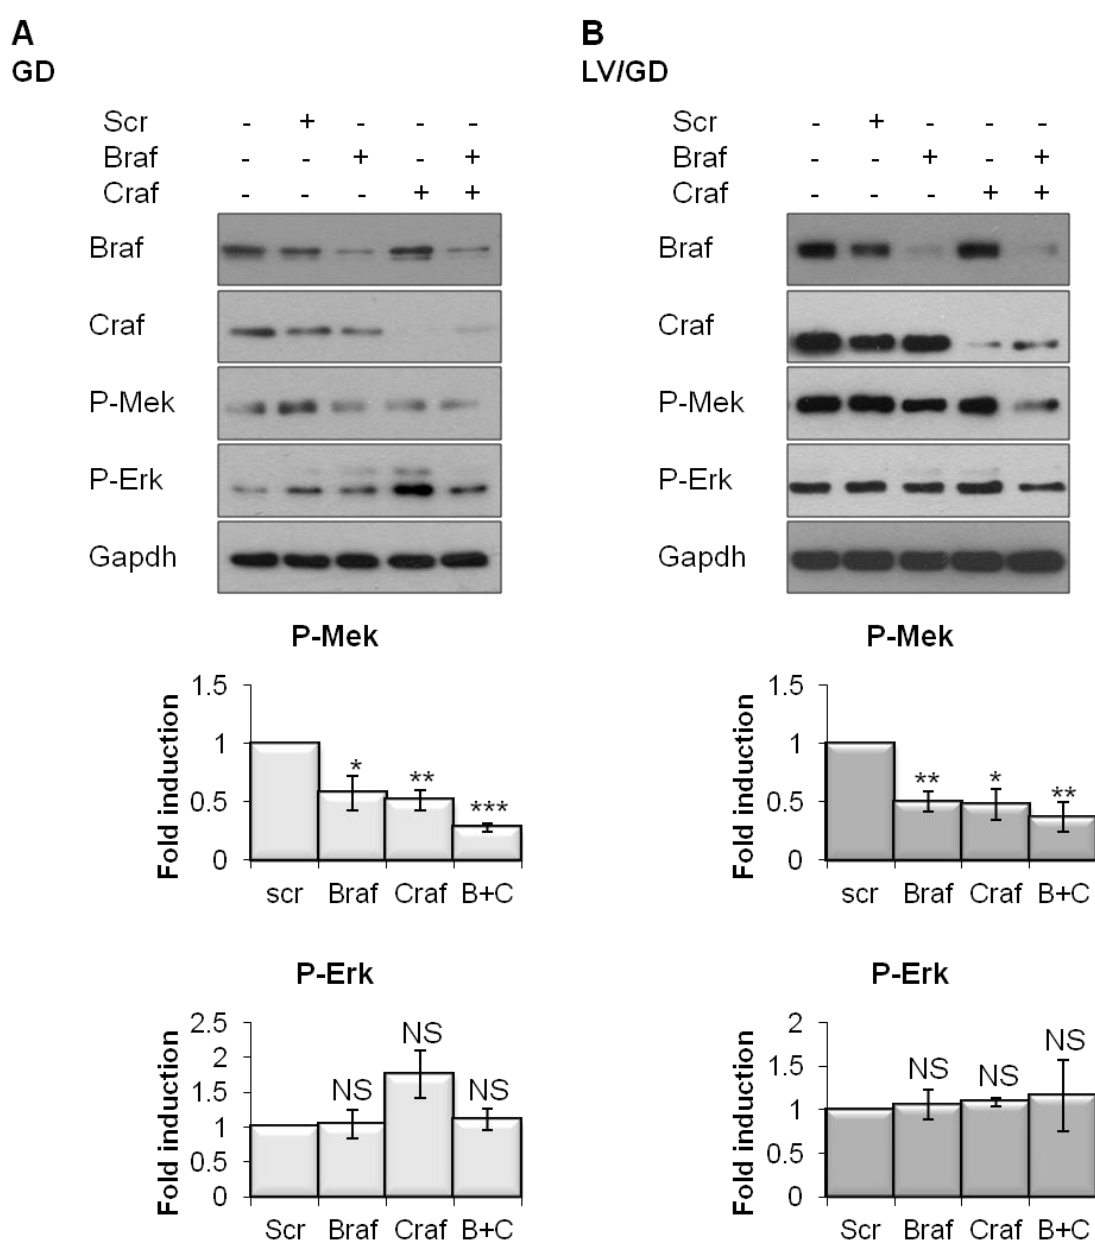 A
GD
Scr - + - - -
Braf - - + - +
Craf - - - + +
Braf
Craf
P-Mek
P-Erk
Gapdh
P-Mek
Fold induction
1.5
1
0.5
0
* ** ***
scr Braf Craf B+C
P-Erk
Fold induction
2.5
2
1.5
1
0.5
0
NS NS NS
Scr Braf Craf B+C
B
LV/GD
Scr - + - - -
Braf - - + - +
Craf - - - + +
Braf
Craf
P-Mek
P-Erk
Gapdh
P-Mek
Fold induction
1.5
1
0.5
0
** * **
scr Braf Craf B+C
P-Erk
Fold induction
2
1.5
1
0.5
0
NS NS NS
Scr Braf Craf B+C